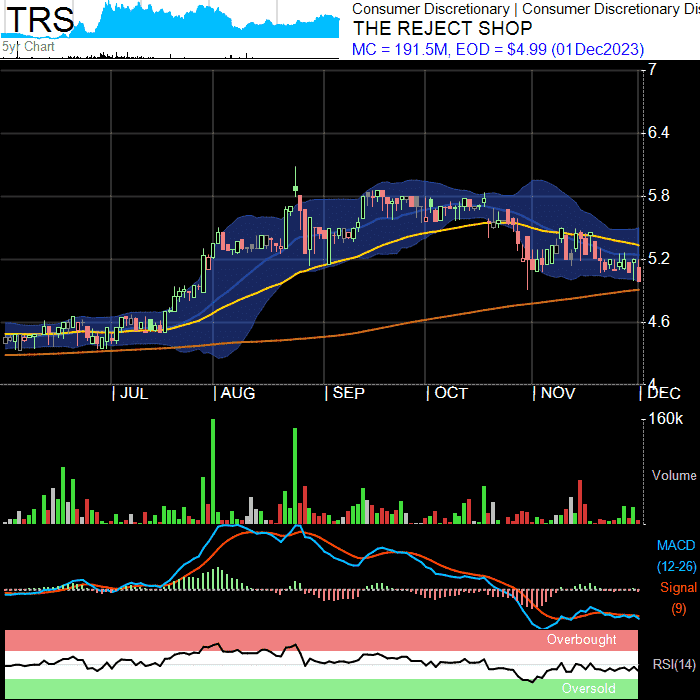 TRS
5yr Chart
Consumer Discretionary | Consumer Discretionary Dis
THE REJECT SHOP
MC = 191.5M, EOD = $4.99 (01Dec2023)
7
6.4
5.8
5.2
4.6
4
JUL AUG SEP OCT NOV DEC
160k
Volume
MACD
(12-26)
Signal
(9)
Overbought
RSI(14)
Oversold